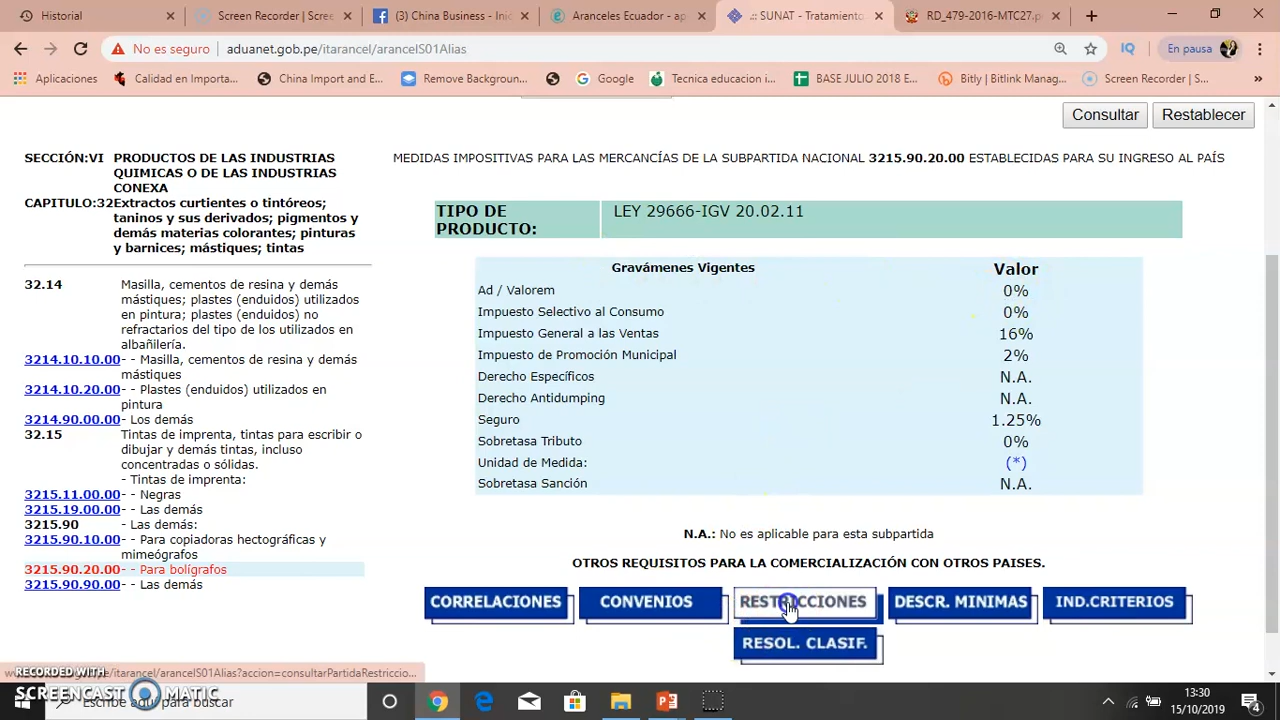 Historial
Screen Recorder | Scree
(3) China Business - Inic
Aranceles Ecuador - ap
.:: SUNAT - Tratamiento
RD_479-2016-MTC27.p
No es seguro
aduanet.gob.pe/itarancel/arancelS01Alias
IQ
En pausa
Aplicaciones
Calidad en Importa...
China Import and E...
Remove Backgroun...
Google
Tecnica educacion i...
BASE JULIO 2018 E...
Bitly | Bitlink Manag...
Screen Recorder | Sc...
Consultar
Restablecer
SECCIÓN:VI PRODUCTOS DE LAS INDUSTRIAS
QUIMICAS O DE LAS INDUSTRIAS
CONEXA
CAPITULO:32Extractos curtientes o tintóreos;
taninos y sus derivados; pigmentos y
demás materias colorantes; pinturas
y barnices; mástiques; tintas
32.14 Masilla, cementos de resina y demás
mástiques; plastes (enduidos) utilizados
en pintura; plastes (enduidos) no
refractarios del tipo de los utilizados en
albañilería.
3214.10.10.00- - Masilla, cementos de resina y demás
mástiques
3214.10.20.00- - Plastes (enduidos) utilizados en
pintura
3214.90.00.00- Los demás
32.15 Tintas de imprenta, tintas para escribir o
dibujar y demás tintas, incluso
concentradas o sólidas.
- Tintas de imprenta:
3215.11.00.00- - Negras
3215.19.00.00- - Las demás
3215.90 - Las demás:
3215.90.10.00- - Para copiadoras hectográficas y
mimeógrafos
3215.90.20.00- - Para bolígrafos
3215.90.90.00- - Las demás
MEDIDAS IMPOSITIVAS PARA LAS MERCANCÍAS DE LA SUBPARTIDA NACIONAL 3215.90.20.00 ESTABLECIDAS PARA SU INGRESO AL PAÍS
TIPO DE
PRODUCTO:
LEY 29666-IGV 20.02.11
Gravámenes Vigentes Valor
Ad / Valorem 0%
Impuesto Selectivo al Consumo 0%
Impuesto General a las Ventas 16%
Impuesto de Promoción Municipal 2%
Derecho Específicos N.A.
Derecho Antidumping N.A.
Seguro 1.25%
Sobretasa Tributo 0%
Unidad de Medida: (*)
Sobretasa Sanción N.A.
N.A.: No es aplicable para esta subpartida
OTROS REQUISITOS PARA LA COMERCIALIZACIÓN CON OTROS PAISES.
CORRELACIONES
CONVENIOS
RESTRICCIONES
DESCR. MINIMAS
IND.CRITERIOS
RESOL. CLASIF.
RECORDED WITH
SCREENCAST MATIC
Escribe aquí para buscar
13:30
15/10/2019
4